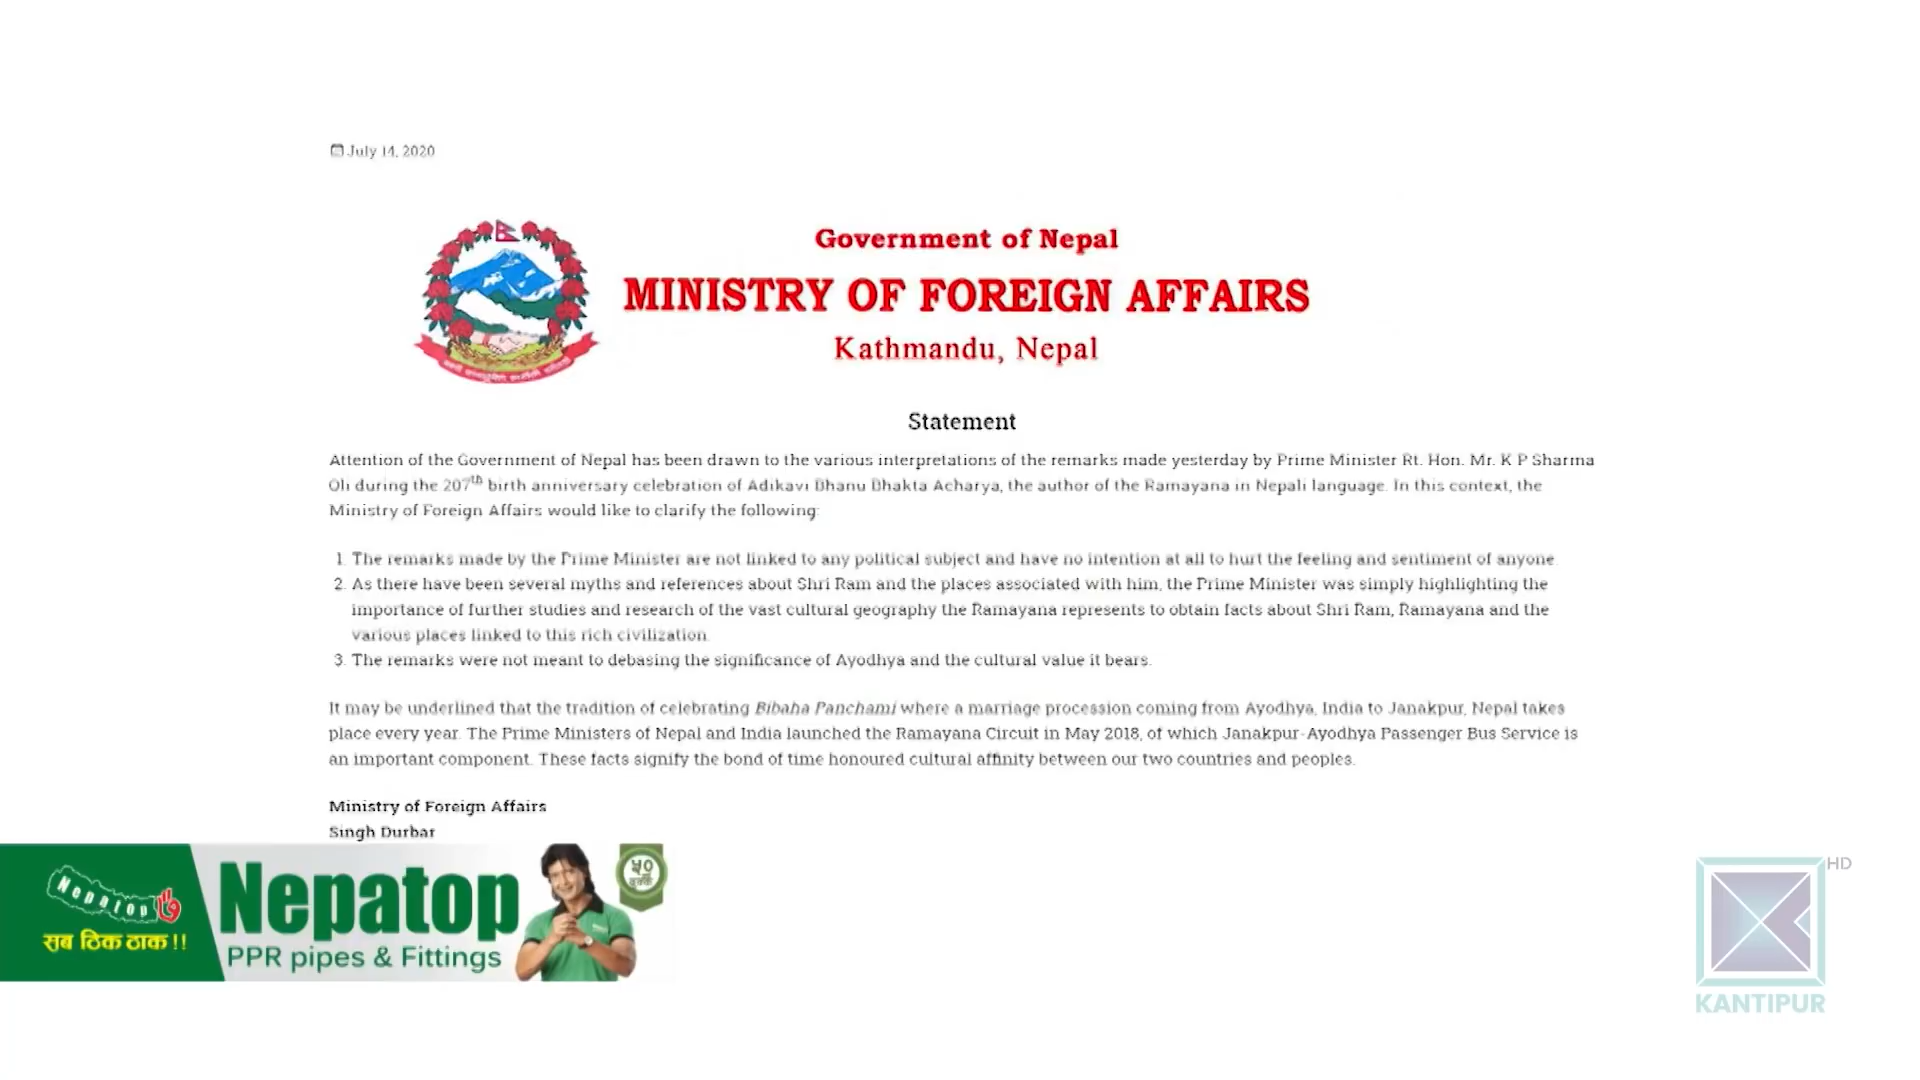 July 14, 2020
Government of Nepal
MINISTRY OF FOREIGN AFFAIRS
Kathmandu, Nepal
Statement
Attention of the Government of Nepal has been drawn to the various interpretations of the remarks made yesterday by Prime Minister Rt. Hon. Mr. K P Sharma
Oli during the 207th birth anniversary celebration of Adikavi Bhanu Bhakta Acharya, the author of the Ramayana in Nepali language. In this context, the
Ministry of Foreign Affairs would like to clarify the following:
1. The remarks made by the Prime Minister are not linked to any political subject and have no intention at all to hurt the feeling and sentiment of anyone.
2. As there have been several myths and references about Shri Ram and the places associated with him, the Prime Minister was simply highlighting the
importance of further studies and research of the vast cultural geography the Ramayana represents to obtain facts about Shri Ram, Ramayana and the
various places linked to this rich civilization.
3. The remarks were not meant to debasing the significance of Ayodhya and the cultural value it bears.
It may be underlined that the tradition of celebrating Bibaha Panchami where a marriage procession coming from Ayodhya, India to Janakpur, Nepal takes
place every year. The Prime Ministers of Nepal and India launched the Ramayana Circuit in May 2018, of which Janakpur-Ayodhya Passenger Bus Service is
an important component. These facts signify the bond of time honoured cultural affinity between our two countries and peoples.
Ministry of Foreign Affairs
Singh Durbar
Nepatop
सब ठिक ठाक !!
Nepatop
PPR pipes & Fittings
५०
HD
KANTIPUR